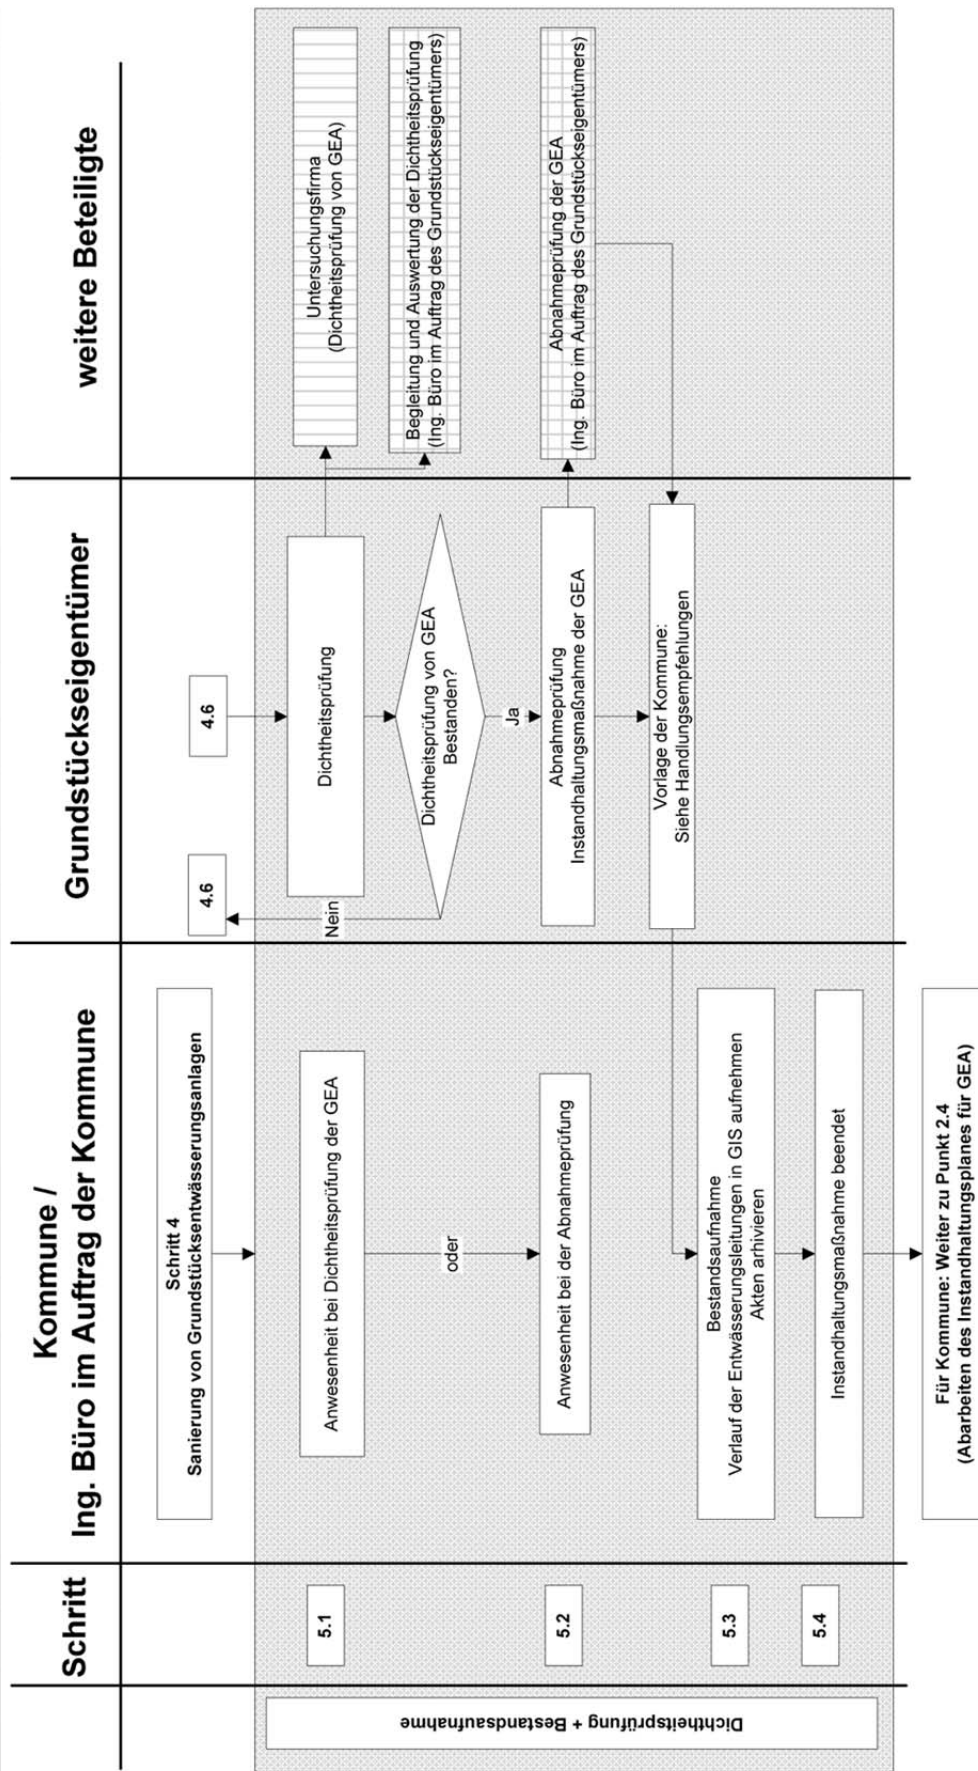 Schritt
Kommune /
Ing. Büro im Auftrag der Kommune
Grundstückseigentümer
weitere Beteiligte
Dichtheitsprüfung + Bestandsaufnahme
Schritt 4
Sanierung von Grundstücksentwässerungsanlagen
4.6
4.6
5.1
Anwesenheit bei Dichtheitsprüfung der GEA
Nein
Dichtheitsprüfung
Untersuchungsfirma
(Dichtheitsprüfung von GEA)
Dichtheitsprüfung von GEA
Bestanden?
Begleitung und Auswertung der Dichtheitsprüfung
(Ing. Büro im Auftrag des Grundstückseigentümers)
oder
Ja
5.2
Anwesenheit bei der Abnahmeprüfung
Abnahmeprüfung
Instandhaltungsmaßnahme der GEA
Abnahmeprüfung der GEA
(Ing. Büro im Auftrag des Grundstückseigentümers)
Vorlage der Kommune:
Siehe Handlungsempfehlungen
5.3
Bestandsaufnahme
Verlauf der Entwässerungsleitungen in GIS aufnehmen
Akten arhivieren
5.4
Instandhaltungsmaßnahme beendet
Für Kommune: Weiter zu Punkt 2.4
(Abarbeiten des Instandhaltungsplanes für GEA)